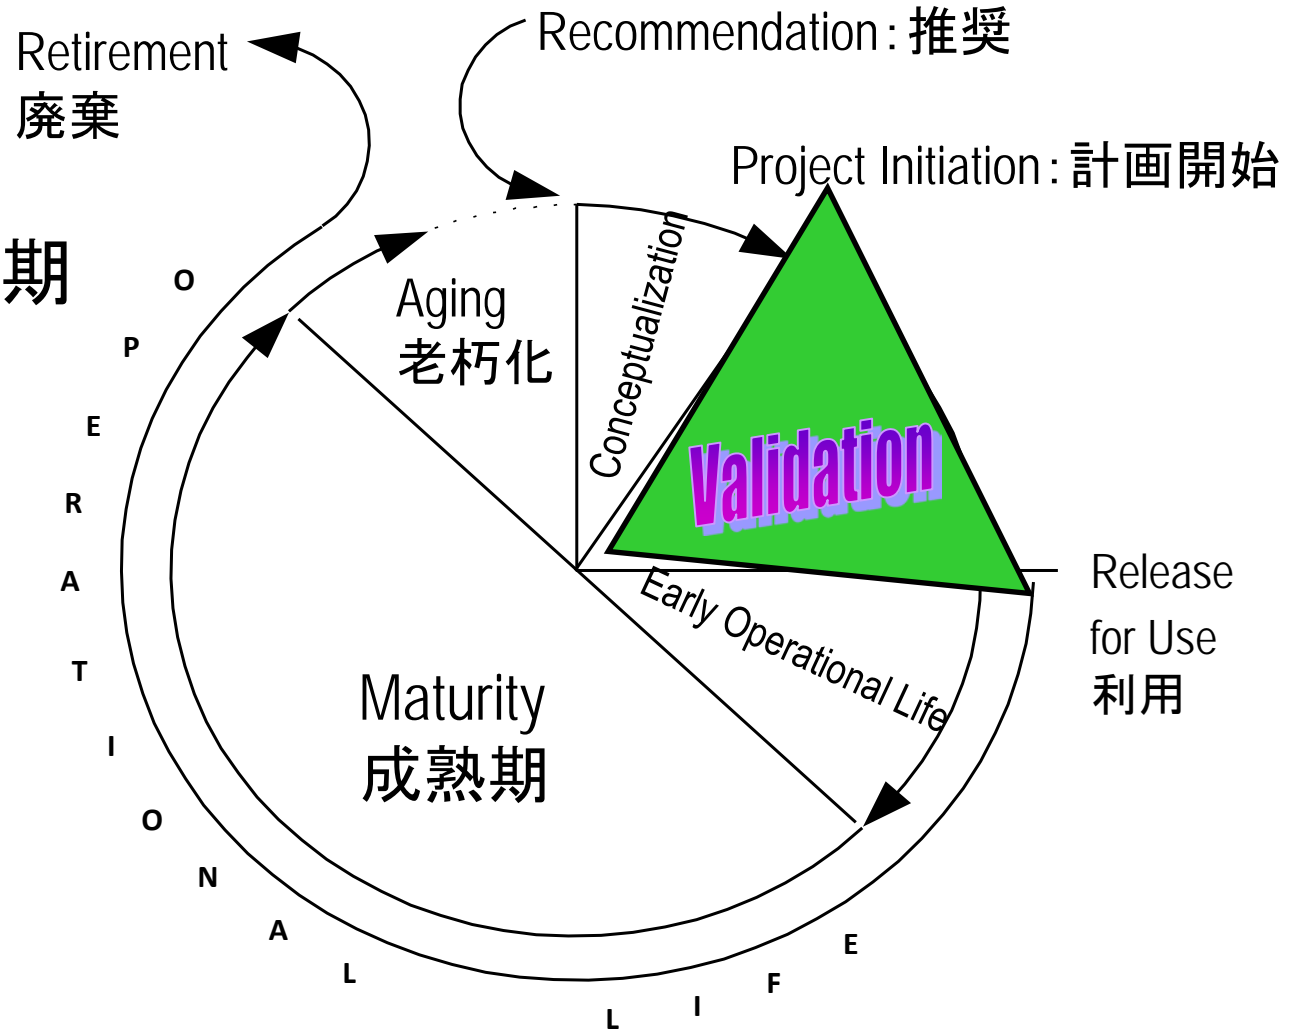 Recommendation : 推奨
Retirement
廃棄
Project Initiation : 計画開始
期
Aging
老朽化
Conceptualization
Validation
Release
for Use
利用
Early Operational Life
Maturity
成熟期
OPERATIONAL LIFE